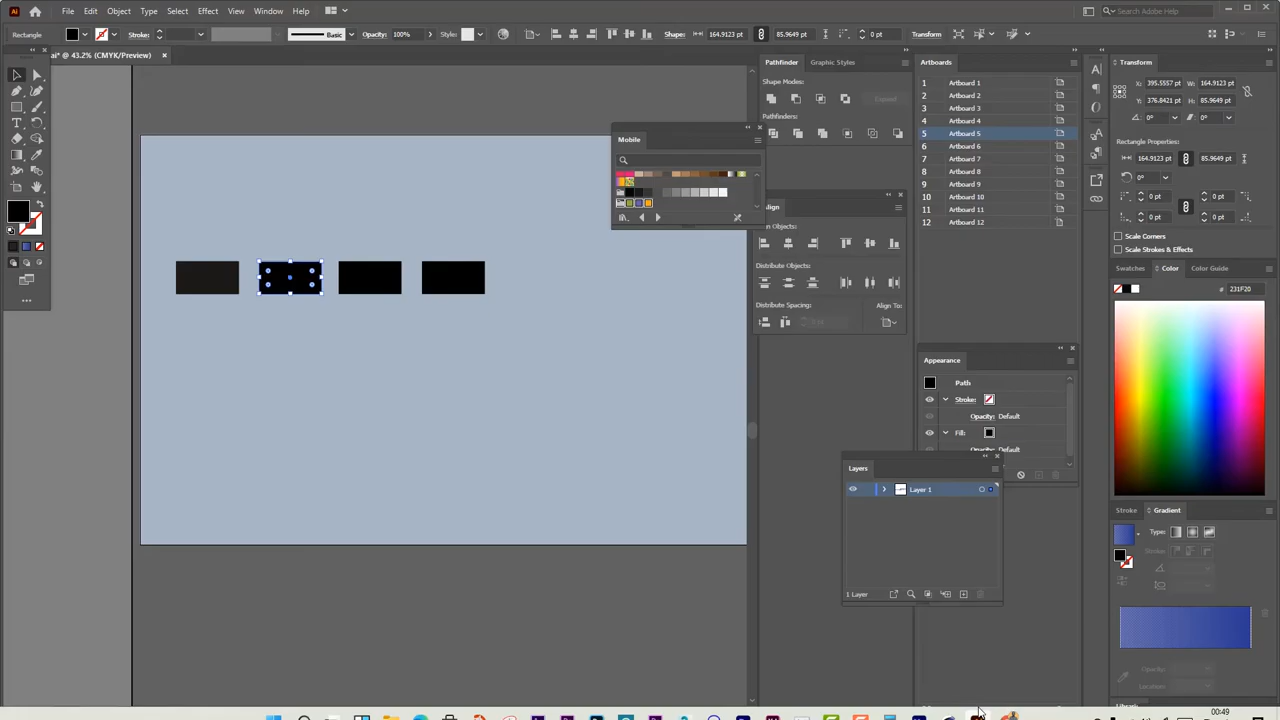 Ai File Edit Object Type Select Effect View Window Help Search Adobe Help
Rectangle Stroke: Basic Opacity: 100% Style: Shape: 164.9123 pt 85.9649 pt 0 pt Transform
ai* @ 43.2% (CMYK/Preview) ×
Pathfinder Graphic Styles
Shape Modes:
Expand
Pathfinders:
Mobile
Align
Align Objects:
Distribute Objects:
Distribute Spacing: Align To:
Artboards
1 Artboard 1
2 Artboard 2
3 Artboard 3
4 Artboard 4
5 Artboard 5
6 Artboard 6
7 Artboard 7
8 Artboard 8
9 Artboard 9
10 Artboard 10
11 Artboard 11
12 Artboard 12
Appearance
Path
Stroke:
Opacity: Default
Fill:
Opacity: Default
Layers
Layer 1
1 Layer
Transform
X: 395.5557 pt W: 164.9123 pt
Y: 376.8421 pt H: 85.9649 pt
0° 0°
Rectangle Properties:
164.9123 pt 85.9649 pt
0°
0 pt 0 pt
0 pt 0 pt
Scale Corners
Scale Strokes & Effects
Swatches Color Color Guide
# 231F20
Stroke Gradient
Type:
Stroke:
Opacity:
Location:
00:49